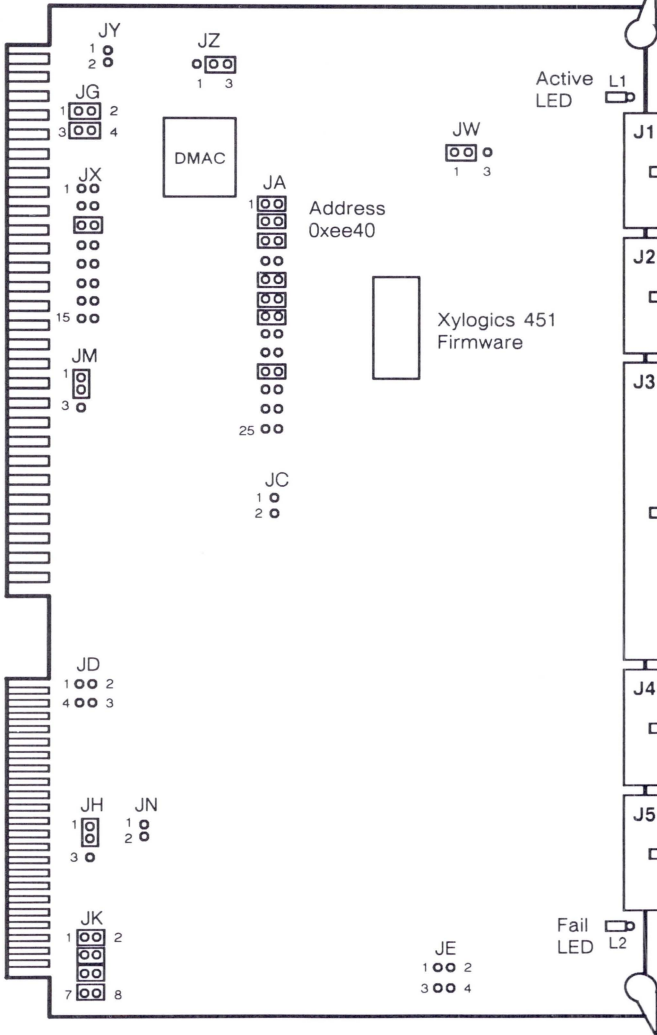 JY
1
2
JZ
1 3
Active L1
LED
JG
1 2
3 4
J1
DMAC
JW
1 3
JX
1
15
JA
1
25
Address
0xee40
J2
Xylogics 451
Firmware
JM
1
3
J3
JC
1
2
JD
1 2
4 3
J4
JH
1
3
JN
1
2
J5
JK
1 2
7 8
JE
1 2
3 4
Fail
LED L2